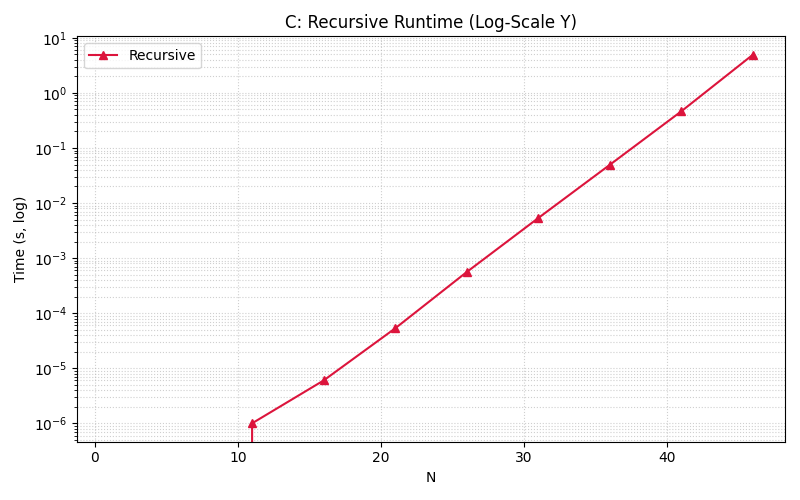 C: Recursive Runtime (Log-Scale Y)
Recursive
Time (s, log)
10¹
10⁰
10⁻¹
10⁻²
10⁻³
10⁻⁴
10⁻⁵
10⁻⁶
0 10 20 30 40
N